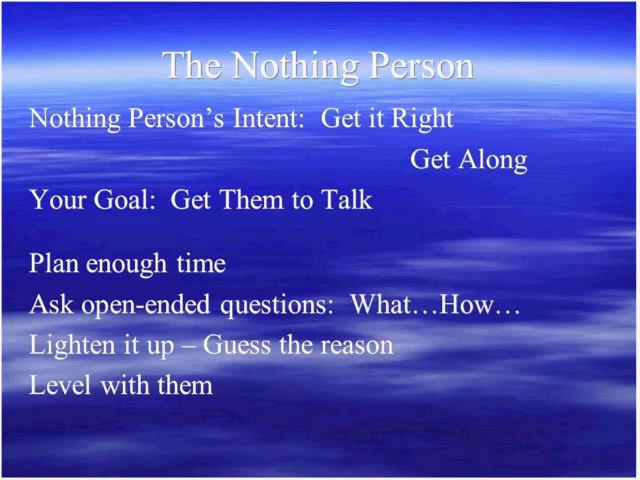 The Nothing Person
Nothing Person’s Intent:  Get it Right
Get Along
Your Goal:  Get Them to Talk
Plan enough time
Ask open-ended questions:  What…How…
Lighten it up – Guess the reason
Level with them